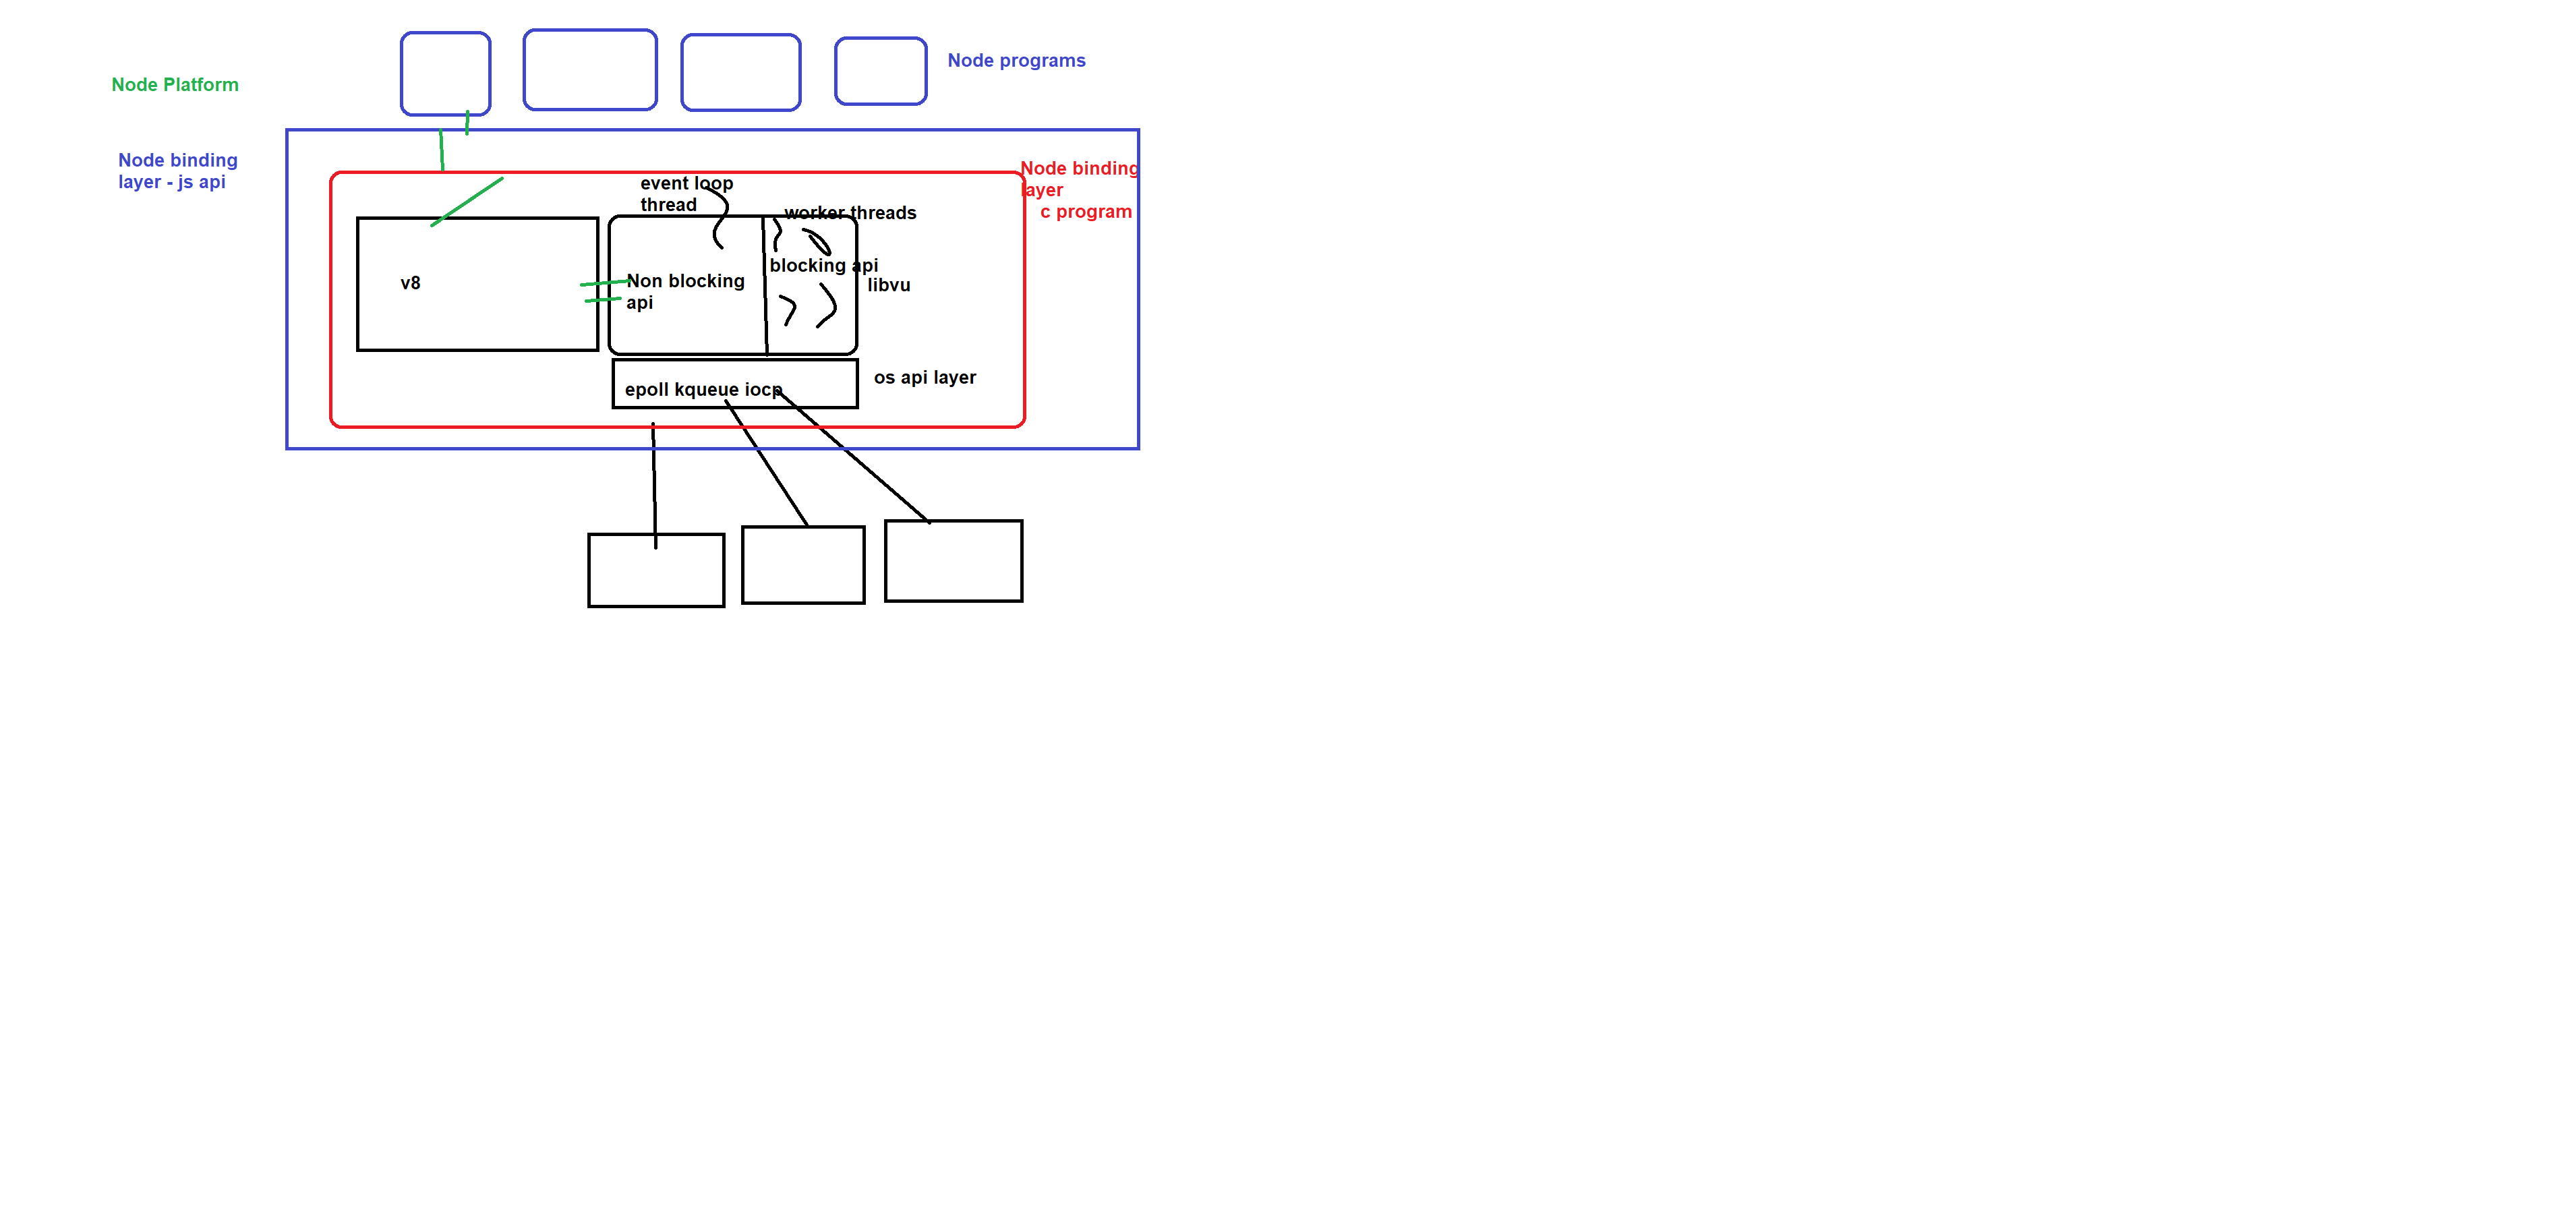 Node programs
Node Platform
Node binding
layer - js api
Node binding
layer
c program
event loop
thread
worker threads
blocking api
libvu
v8
Non blocking
api
os api layer
epoll kqueue iocp